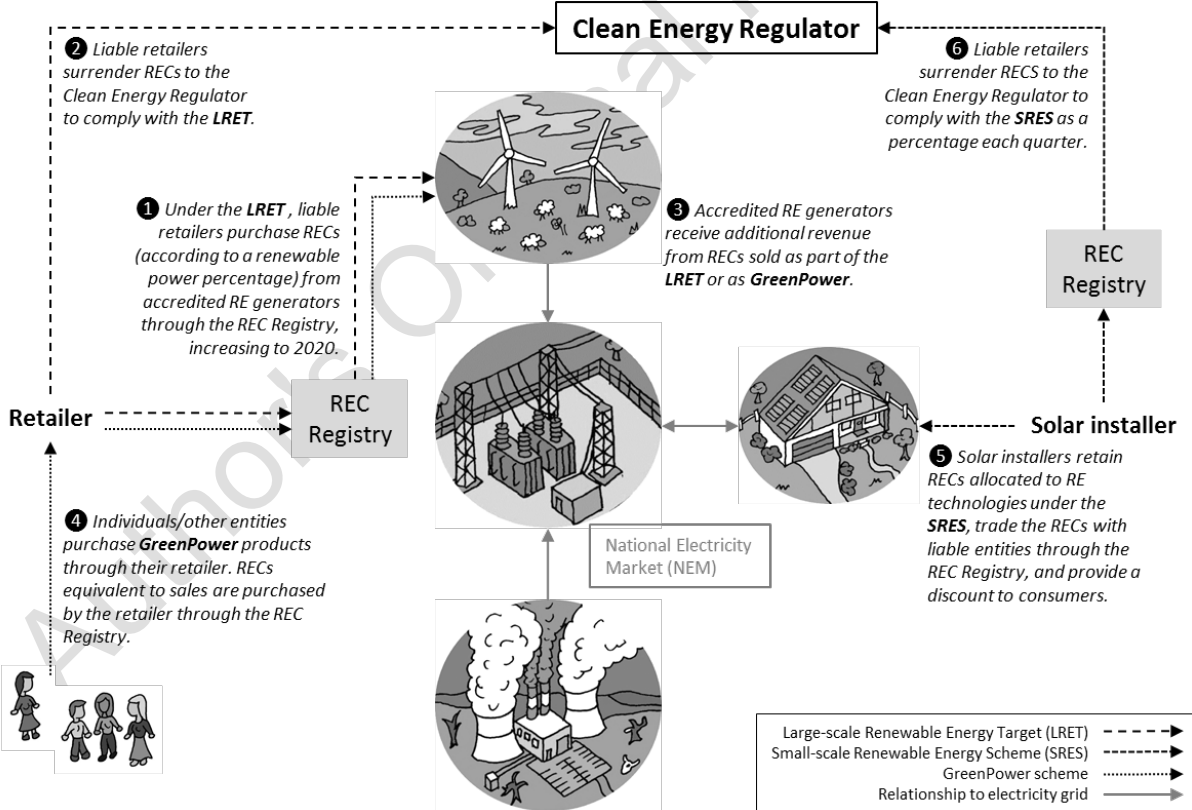 Clean Energy Regulator
❷ Liable retailers
surrender RECs to the
Clean Energy Regulator
to comply with the LRET.
❻ Liable retailers
surrender RECS to the
Clean Energy Regulator to
comply with the SRES as a
percentage each quarter.
❶ Under the LRET , liable
retailers purchase RECs
(according to a renewable
power percentage) from
accredited RE generators
through the REC Registry,
increasing to 2020.
❸ Accredited RE generators
receive additional revenue
from RECs sold as part of the
LRET or as GreenPower.
REC
Registry
Retailer
REC
Registry
Solar installer
❹ Individuals/other entities
purchase GreenPower products
through their retailer. RECs
equivalent to sales are purchased
by the retailer through the REC
Registry.
National Electricity
Market (NEM)
❺ Solar installers retain
RECs allocated to RE
technologies under the
SRES, trade the RECs with
liable entities through the
REC Registry, and provide a
discount to consumers.
Large-scale Renewable Energy Target (LRET)
Small-scale Renewable Energy Scheme (SRES)
GreenPower scheme
Relationship to electricity grid